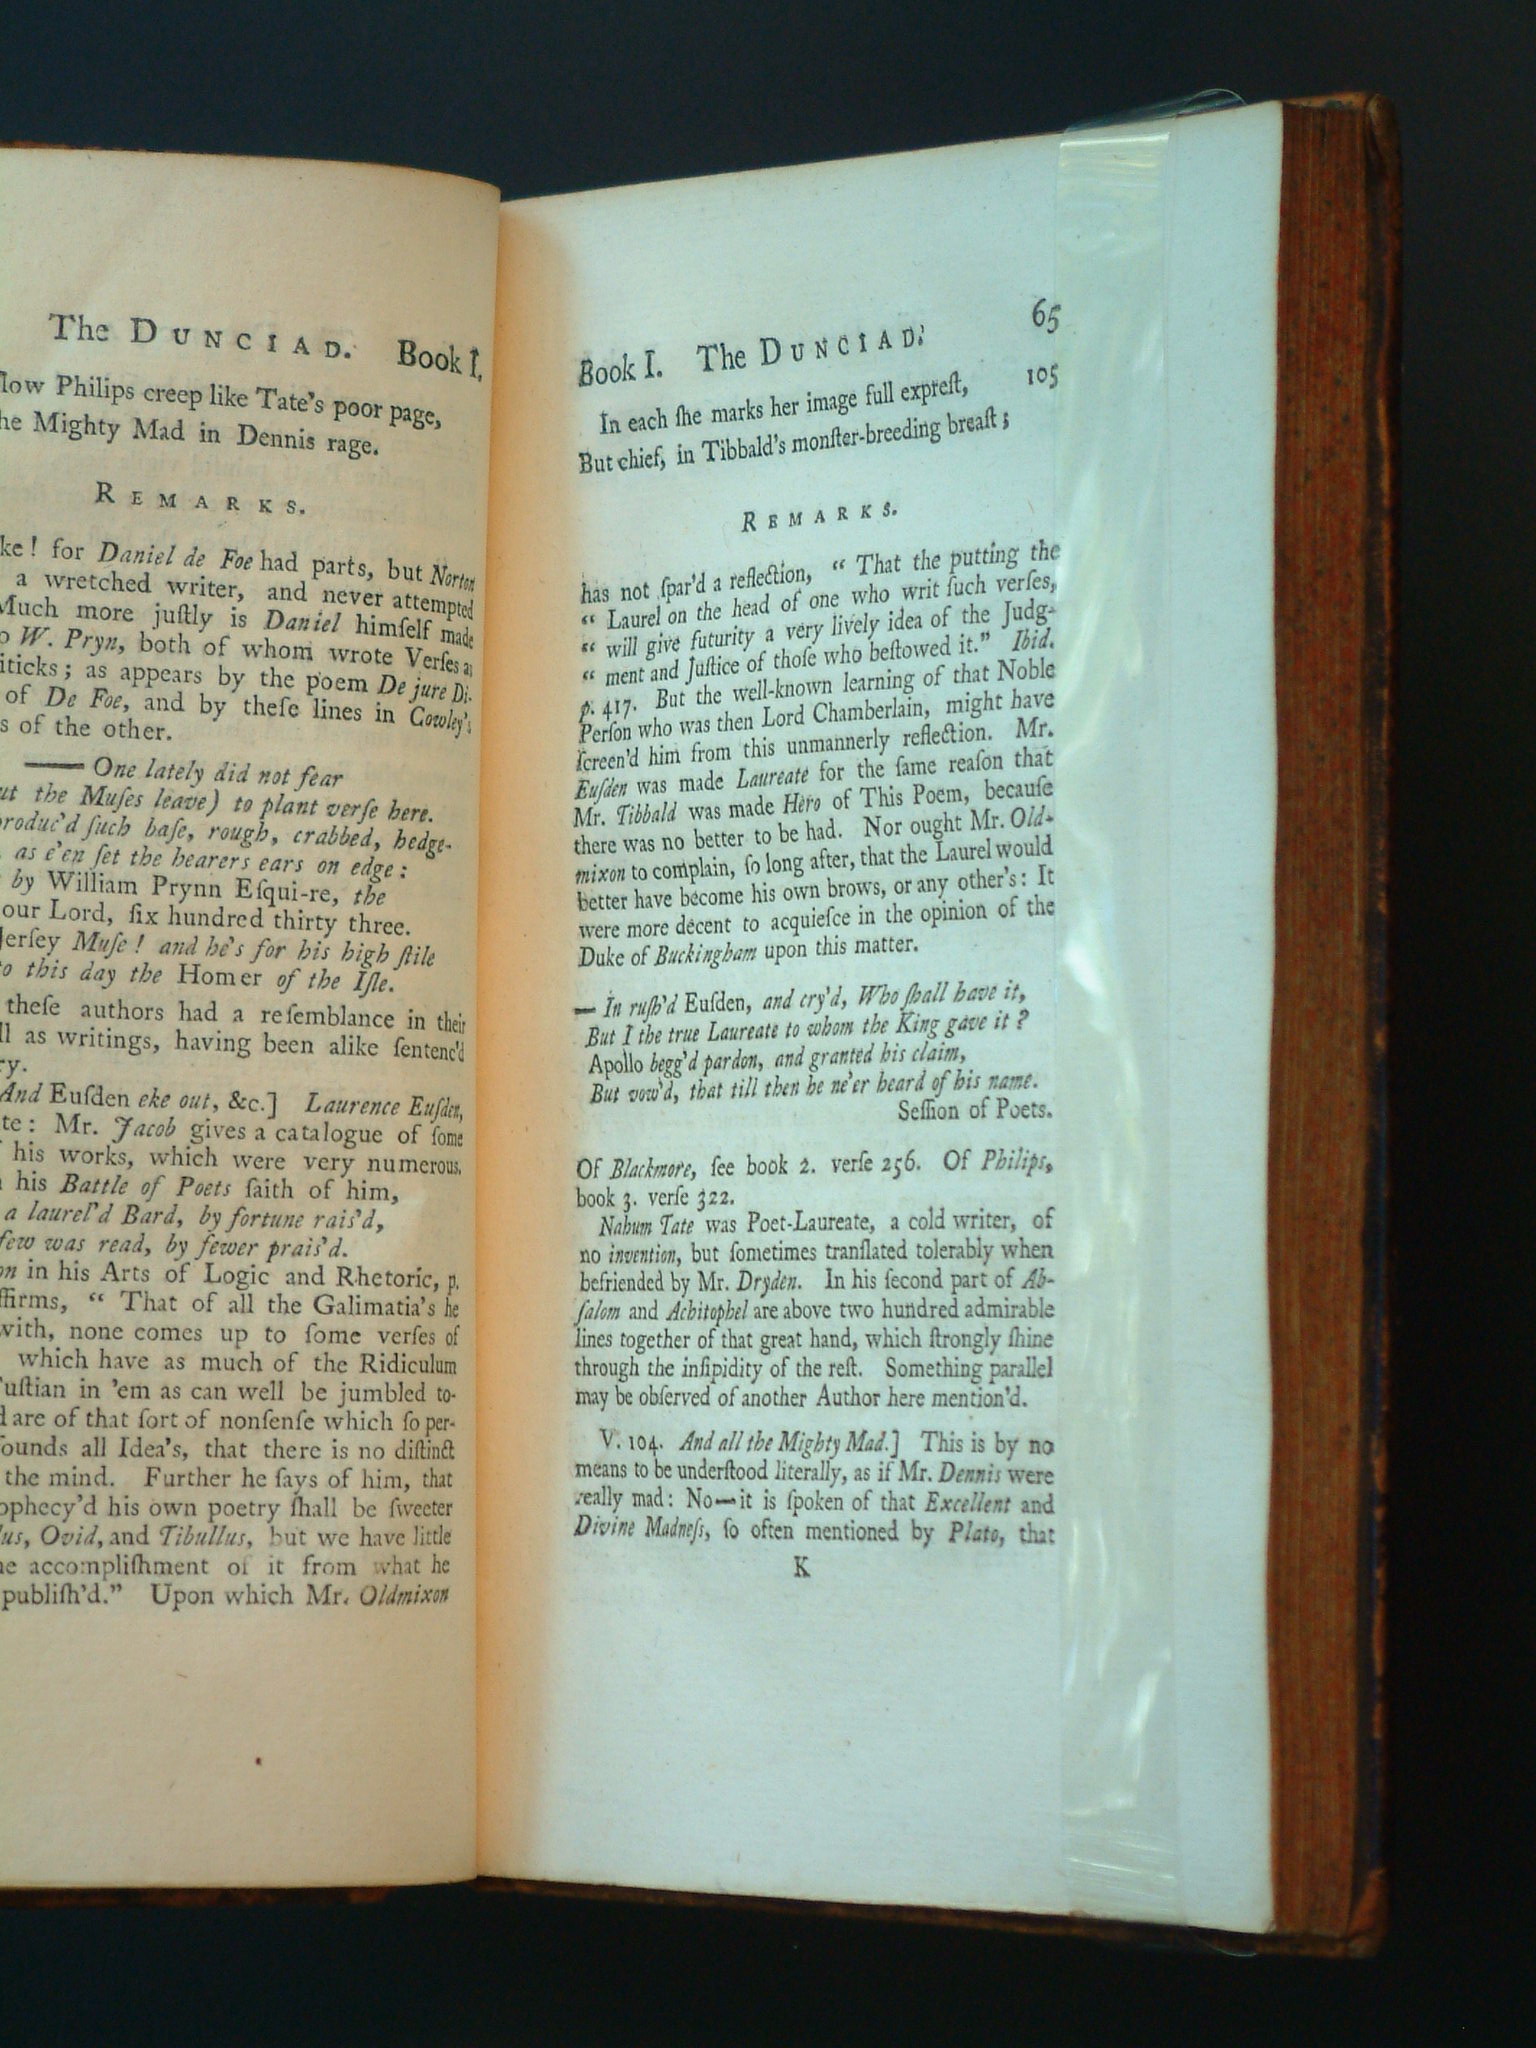 The DUNCIAD. Book I.
low Philips creep like Tate's poor page,
he Mighty Mad in Dennis rage.
REMARKS.
ke! for Daniel de Foe had parts, but Norton
a wretched writer, and never attempted
Much more juſtly is Daniel himſelf made
o W. Pryn, both of whom wrote Verſes as
iticks; as appears by the poem De jure Di-
of De Foe, and by theſe lines in Cowley's
s of the other.
—— One lately did not fear
ut the Muſes leave) to plant verſe here.
produc'd ſuch baſe, rough, crabbed, hedge-
as e'en ſet the hearers ears on edge:
by William Prynn Eſqui-re, the
our Lord, ſix hundred thirty three.
Jerſey Muſe! and he's for his high ſtile
to this day the Homer of the Iſle.
theſe authors had a reſemblance in their
ll as writings, having been alike ſentenc'd
ry.
And Euſden eke out, &c.] Laurence Euſden,
te: Mr. Jacob gives a catalogue of ſome
his works, which were very numerous.
his Battle of Poets ſaith of him,
a laurel'd Bard, by fortune rais'd,
few was read, by fewer prais'd.
on in his Arts of Logic and Rhetoric, p.
ffirms, “ That of all the Galimatia's he
with, none comes up to ſome verſes of
which have as much of the Ridiculum
Fuſtian in 'em as can well be jumbled to-
d are of that ſort of nonſenſe which ſo per-
founds all Idea's, that there is no diſtinct
the mind. Further he ſays of him, that
ophecy'd his own poetry ſhall be ſweeter
lus, Ovid, and Tibullus, but we have little
he accompliſhment of it from what he
publiſh'd.” Upon which Mr. Oldmixon
Book I. The DUNCIAD. 65
In each ſhe marks her image full expreſt, 105
But chief, in Tibbald's monſter-breeding breaſt;
REMARKS.
has not ſpar'd a reflection, “ That the putting the
“ Laurel on the head of one who writ ſuch verſes,
“ will give futurity a very lively idea of the Judg-
“ ment and Juſtice of thoſe who beſtowed it.” Ibid.
p. 417. But the well-known learning of that Noble
Perſon who was then Lord Chamberlain, might have
ſcreen'd him from this unmannerly reflection. Mr.
Euſden was made Laureate for the ſame reaſon that
Mr. Tibbald was made Hero of This Poem, becauſe
there was no better to be had. Nor ought Mr. Old-
mixon to complain, ſo long after, that the Laurel would
better have become his own brows, or any other's: It
were more decent to acquieſce in the opinion of the
Duke of Buckingham upon this matter.
— In ruſh'd Euſden, and cry'd, Who ſhall have it,
But I the true Laureate to whom the King gave it?
Apollo begg'd pardon, and granted his claim,
But vow'd, that till then he ne'er heard of his name.
Seſſion of Poets.
Of Blackmore, ſee book 2. verſe 256. Of Philips,
book 3. verſe 322.
Nahum Tate was Poet-Laureate, a cold writer, of
no invention, but ſometimes tranſlated tolerably when
befriended by Mr. Dryden. In his ſecond part of Ab-
ſalom and Achitophel are above two hundred admirable
lines together of that great hand, which ſtrongly ſhine
through the inſipidity of the reſt. Something parallel
may be obſerved of another Author here mention'd.
V. 104. And all the Mighty Mad.] This is by no
means to be underſtood literally, as if Mr. Dennis were
really mad: No—it is ſpoken of that Excellent and
Divine Madneſs, ſo often mentioned by Plato, that
K